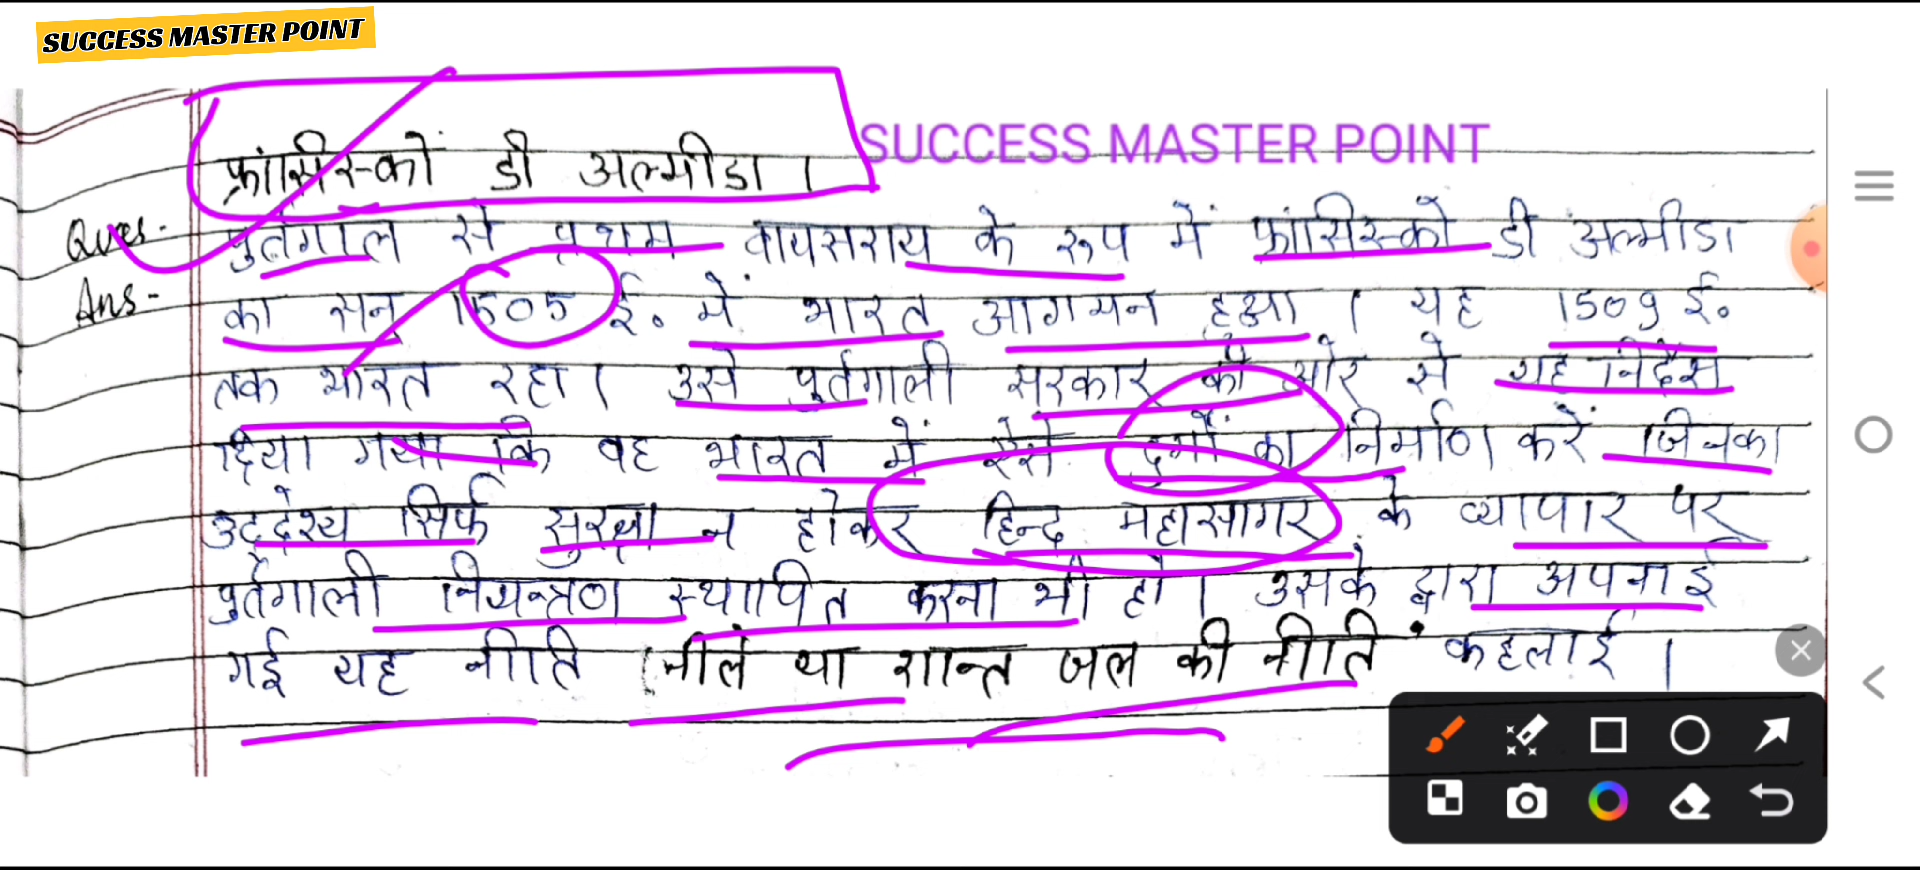 SUCCESS MASTER POINT
SUCCESS MASTER POINT
फ्रांसिस्को डी अल्मीडा ।
Ques-
पुर्तगाल से प्रथम वायसराय के रूप में फ्रांसिस्को डी अल्मीडा
Ans-
का सन् 1505 ई. में भारत आगमन हुआ । यह 1509 ई.
तक भारत रहा । उसे पुर्तगाली सरकार की ओर से यह निर्देश
दिया गया कि वह भारत में ऐसे दुर्गों का निर्माण करें जिनका
उद्देश्य सिर्फ सुरक्षा न होकर हिन्द महासागर के व्यापार पर
पुर्तगाली नियन्त्रण स्थापित करना भी हो । उसके द्वारा अपनाई
गई यह नीति नीले या शान्त जल की नीति कहलाई ।